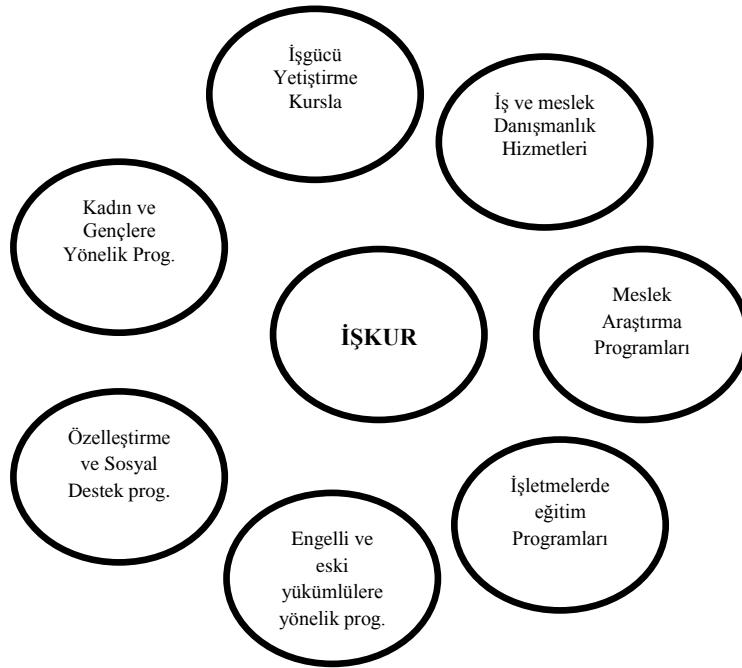 İşgücü
Yetiştirme
Kursla
İş ve meslek
Danışmanlık
Hizmetleri
Kadın ve
Gençlere
Yönelik Prog.
İŞKUR
Meslek
Araştırma
Programları
Özelleştirme
ve Sosyal
Destek prog.
İşletmelerde
eğitim
Programları
Engelli ve
eski
yükümlülere
yönelik prog.